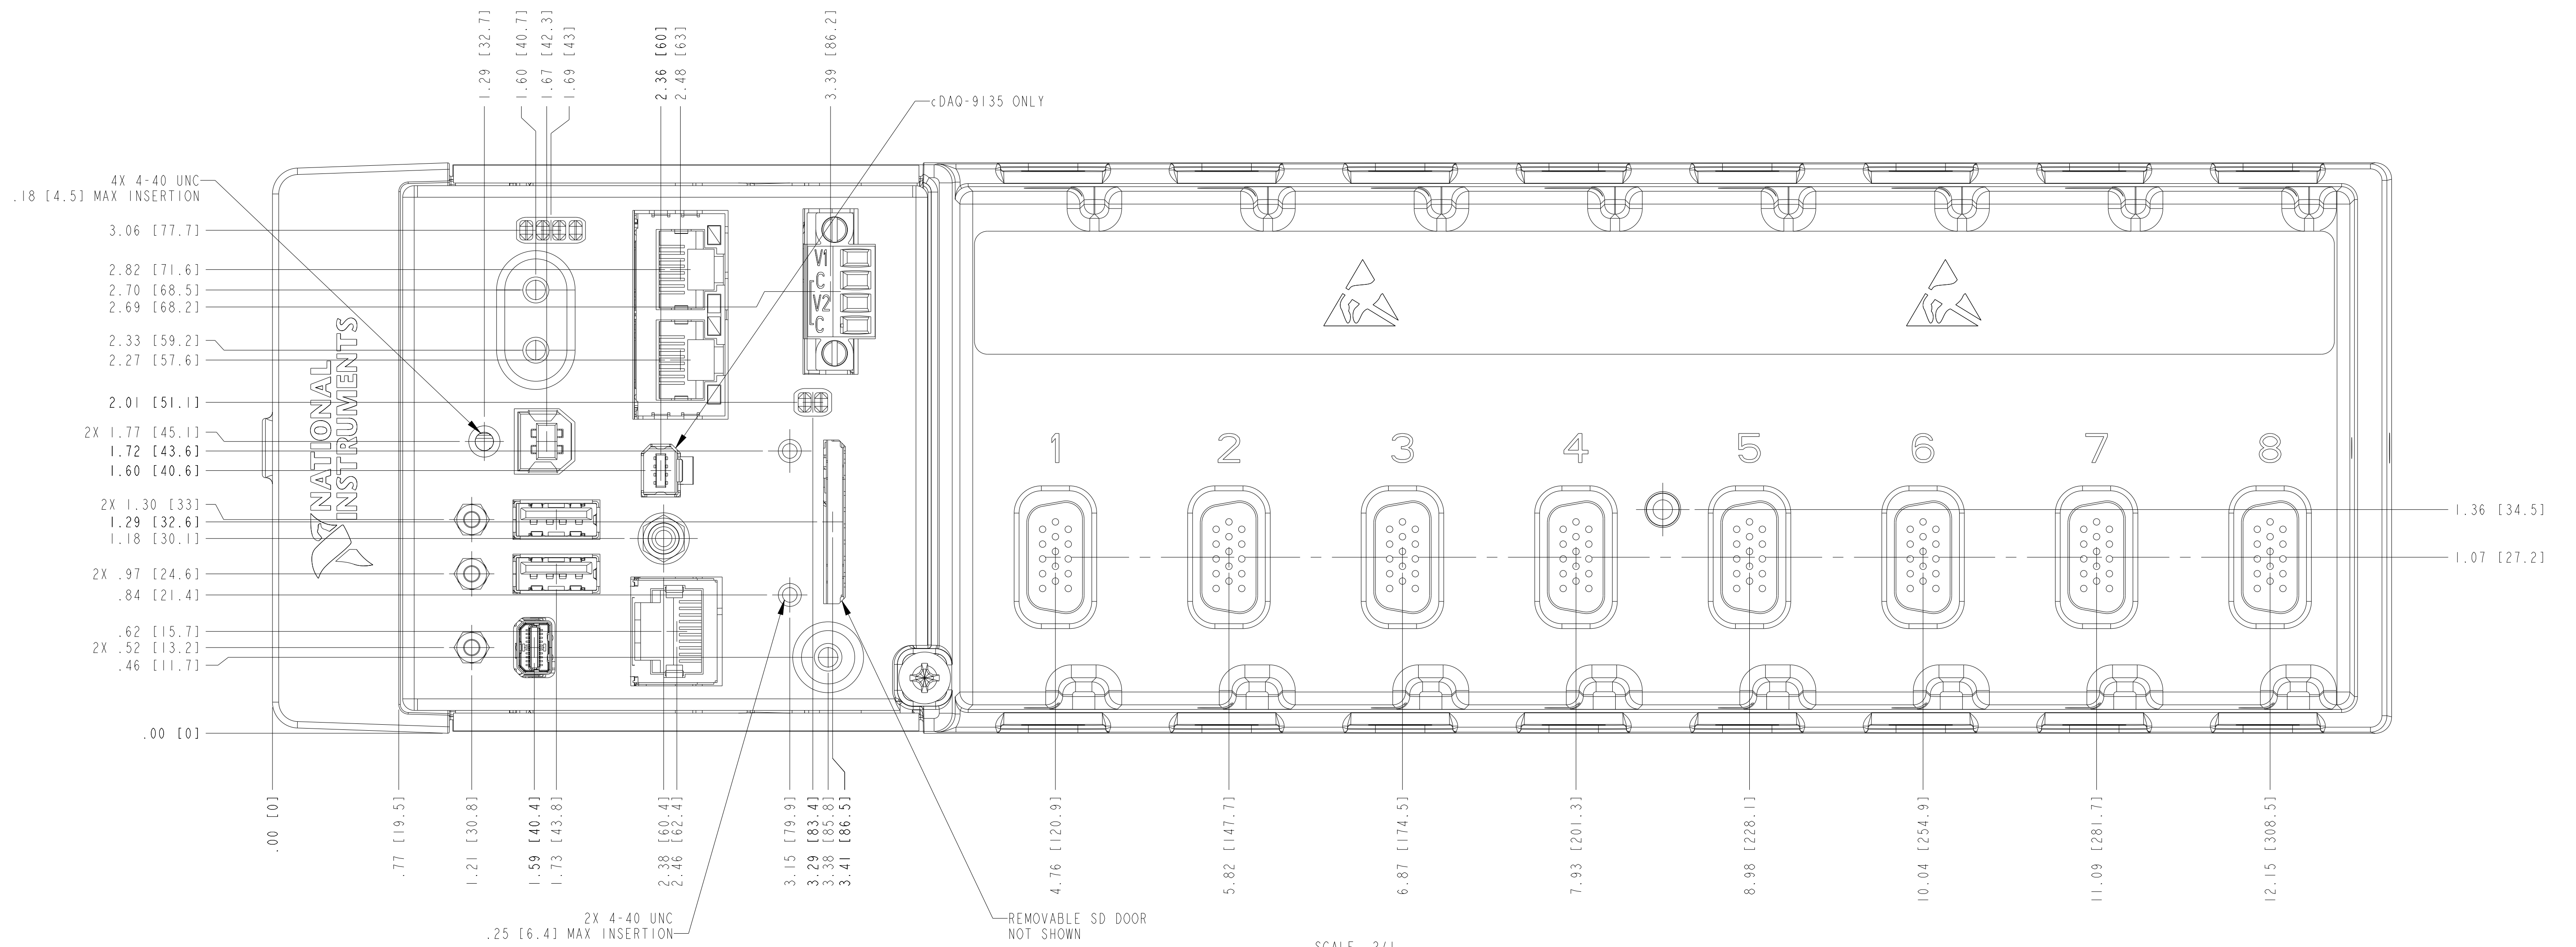 1.29 [32.7]
1.60 [40.7]
1.67 [42.3]
1.69 [43]
2.36 [60]
2.48 [63]
3.39 [86.2]
cDAQ-9135 ONLY
4X 4-40 UNC
.18 [4.5] MAX INSERTION
3.06 [77.7]
2.82 [71.6]
2.70 [68.5]
2.69 [68.2]
2.33 [59.2]
2.27 [57.6]
2.01 [51.1]
2X 1.77 [45.1]
1.72 [43.6]
1.60 [40.6]
2X 1.30 [33]
1.29 [32.6]
1.18 [30.1]
2X .97 [24.6]
.84 [21.4]
.62 [15.7]
2X .52 [13.2]
.46 [11.7]
.00 [0]
NATIONAL
INSTRUMENTS
V1
C
V2
C
1 2 3 4 5 6 7 8
1.36 [34.5]
1.07 [27.2]
.00 [0]
.77 [19.5]
1.21 [30.8]
1.59 [40.4]
1.73 [43.8]
2.38 [60.4]
2.46 [62.4]
3.15 [79.9]
3.29 [83.4]
3.38 [85.8]
3.41 [86.5]
4.76 [120.9]
5.82 [147.7]
6.87 [174.5]
7.93 [201.3]
8.98 [228.1]
10.04 [254.9]
11.09 [281.7]
12.15 [308.5]
2X 4-40 UNC
.25 [6.4] MAX INSERTION
REMOVABLE SD DOOR
NOT SHOWN